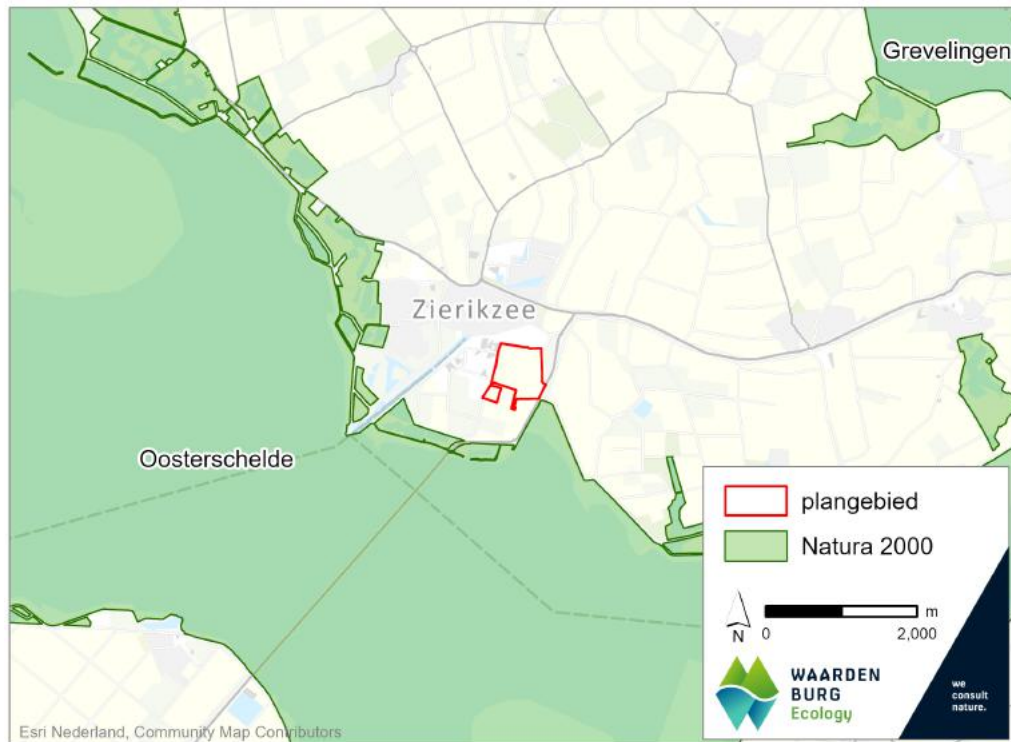 Grevelingen
Zierikzee
Oosterschelde
plangebied
Natura 2000
N
0
2,000
m
WAARDEN
BURG
Ecology
we
consult
nature.
Esri Nederland, Community Map Contributors